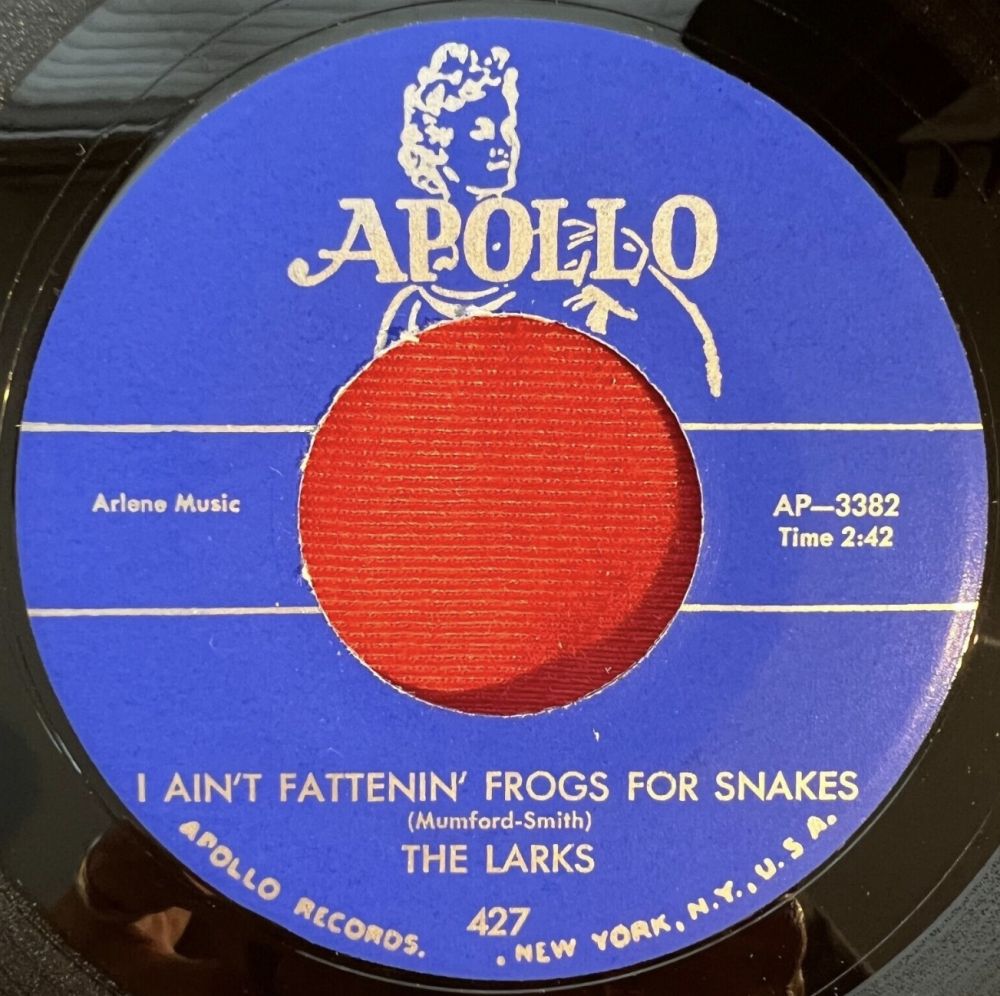 APOLLO
Arlene Music
AP—3382
Time 2:42
I AIN'T FATTENIN' FROGS FOR SNAKES
(Mumford-Smith)
THE LARKS
427
APOLLO RECORDS. . NEW YORK, N.Y., U.S A.